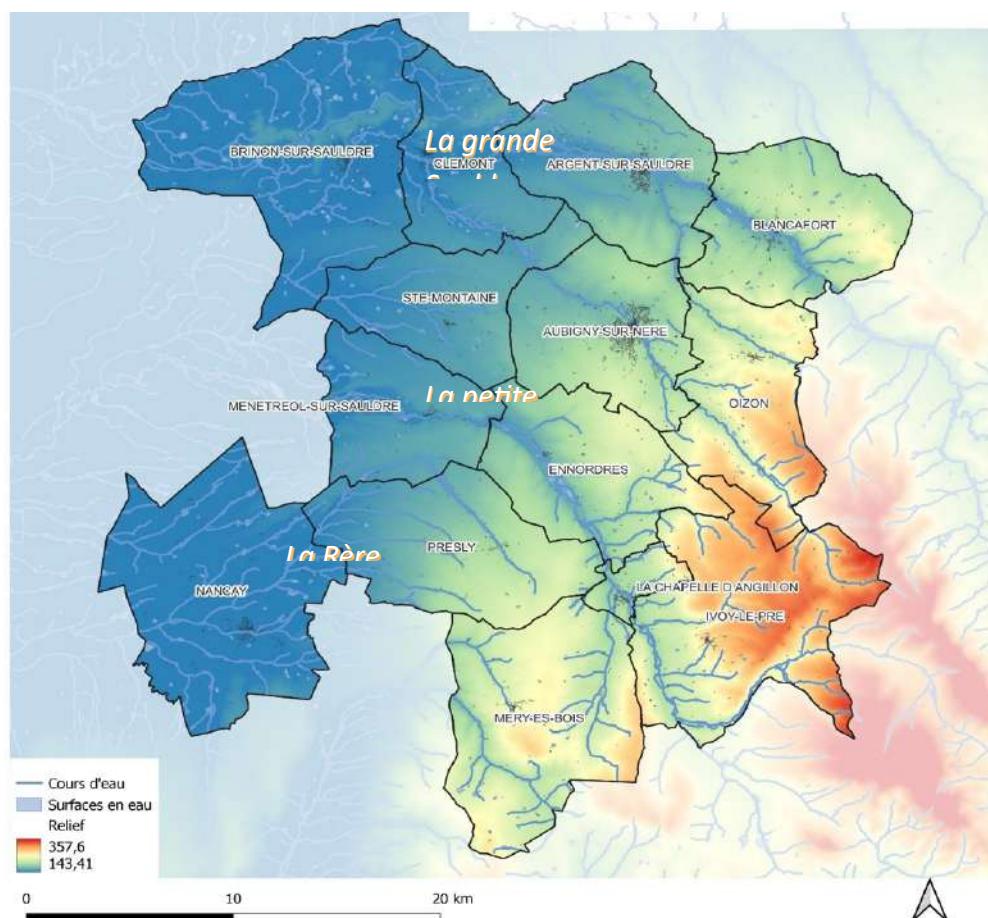 La grande
BRINON-SUR-SAULDRE
CLEMONT
ARGENT-SUR-SAULDRE
BLANCAFORT
STE-MONTAINE
AUBIGNY-SUR-NERE
La petite
MENETREOL-SUR-SAULDRE
OIZON
ENNORDRES
La Rère
PRESLY
NANCAY
LA CHAPELLE D ANGILLON
IVOY-LE-PRE
MERY-ES-BOIS
Cours d'eau
Surfaces en eau
Relief
357,6
143,41
0 10 20 km